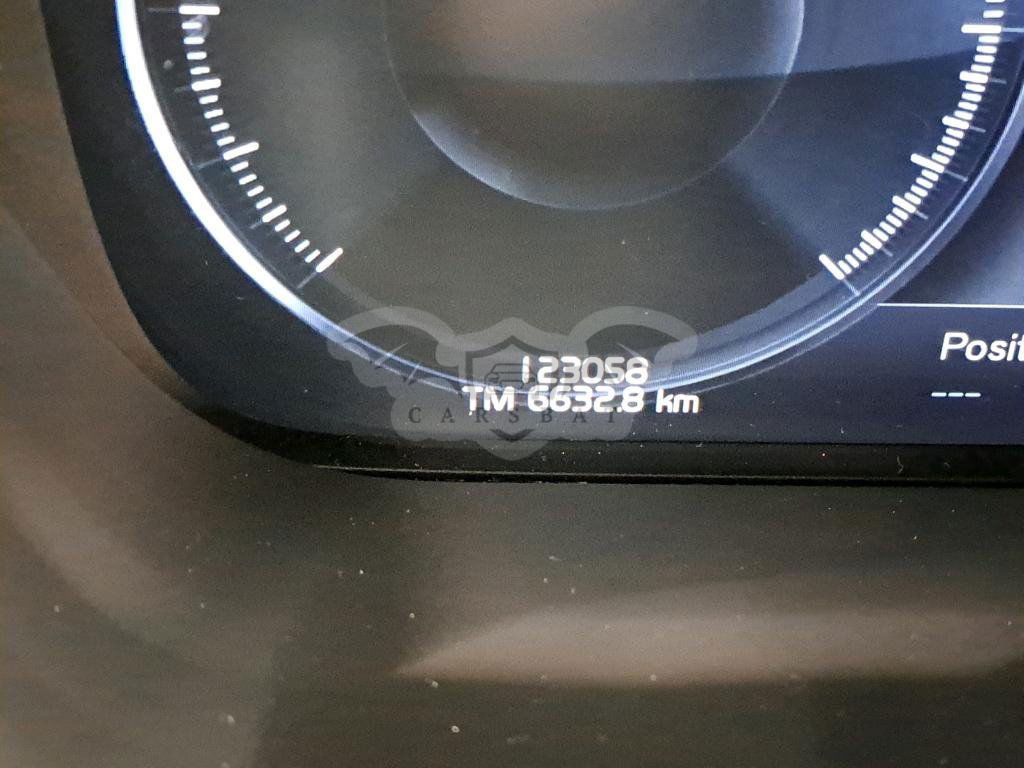 123058
TM 6632.8 km
CARSBAT
Posit
---